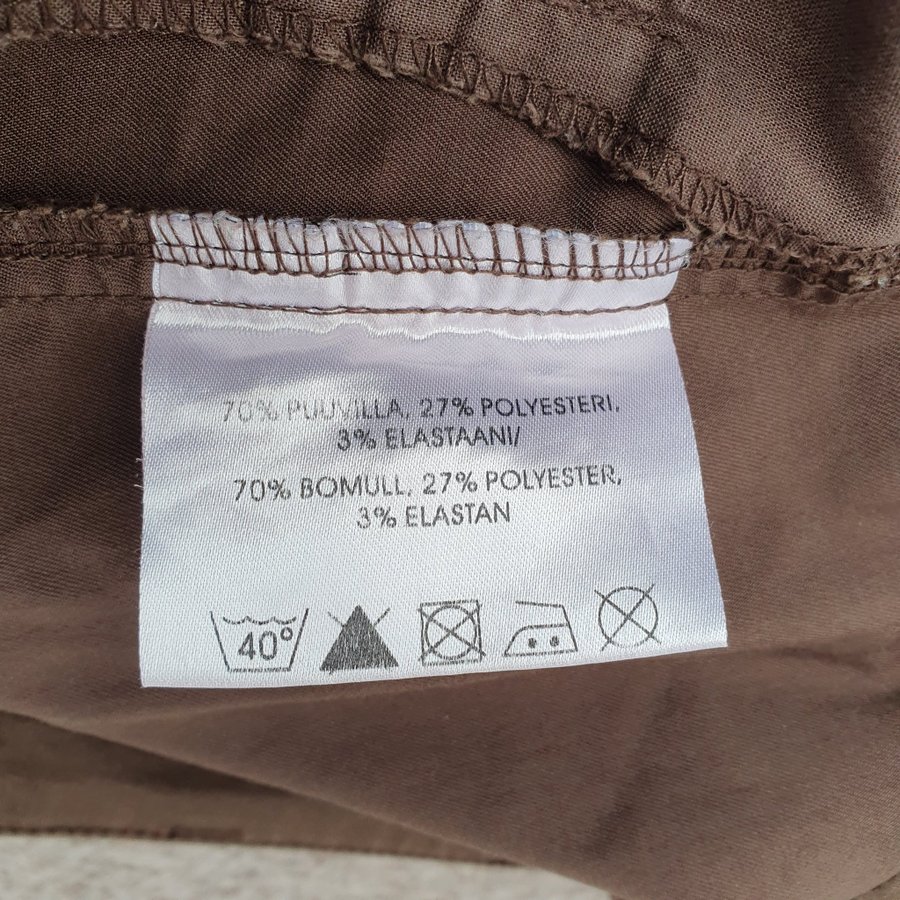 70% PUUVILLA, 27% POLYESTERI,
3% ELASTAANI/
70% BOMULL, 27% POLYESTER,
3% ELASTAN
40°